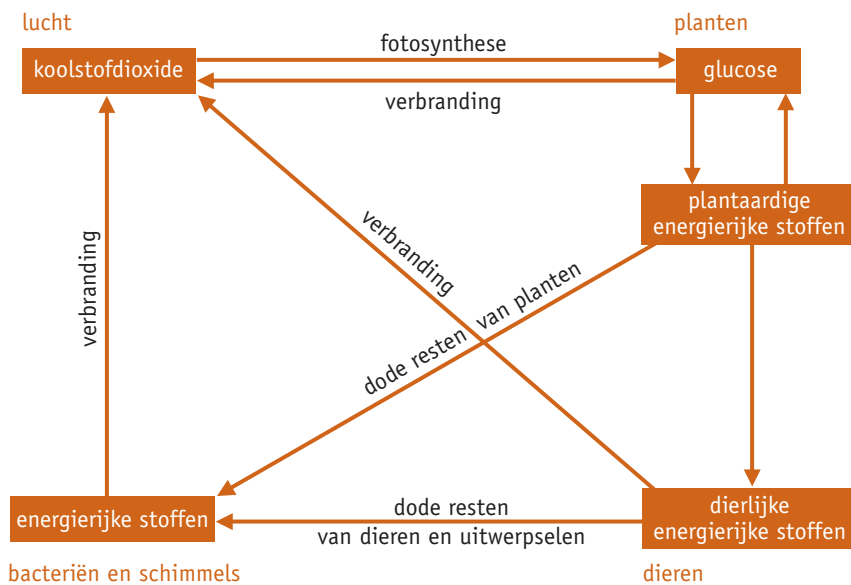 lucht
planten
koolstofdioxide
fotosynthese
glucose
verbranding
plantaardige
energierijke stoffen
verbranding
verbranding
dode resten van planten
energierijke stoffen
dode resten
van dieren en uitwerpselen
dierlijke
energierijke stoffen
bacteriën en schimmels
dieren